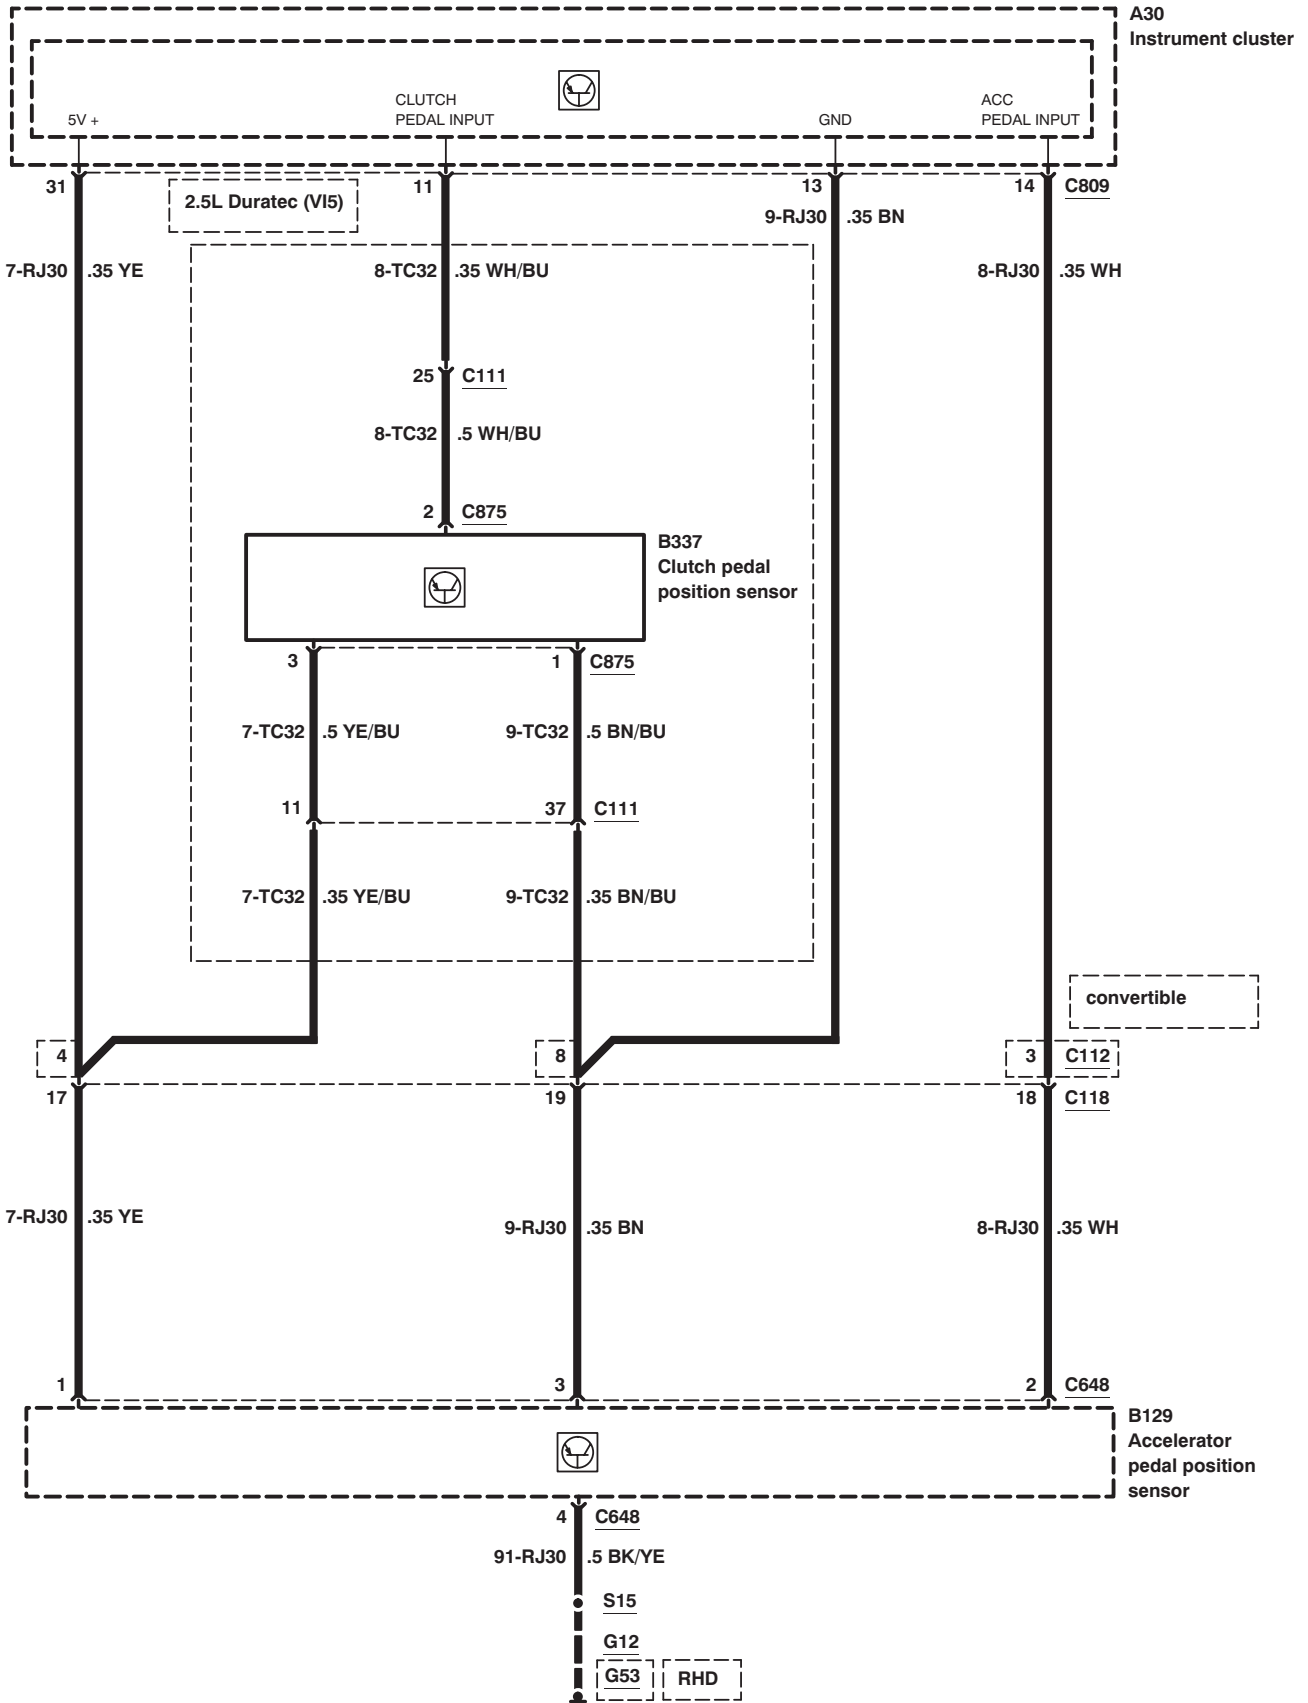 A30
Instrument cluster
CLUTCH
ACC
5V +
PEDAL INPUT
GND
PEDAL INPUT
31
11
13
14
C809
2.5L Duratec (VI5)
9-RJ30
.35 BN
7-RJ30
.35 YE
8-TC32
.35 WH/BU
8-RJ30
.35 WH
25
C111
8-TC32
.5 WH/BU
2
C875
B337
Clutch pedal
position sensor
3
1
C875
7-TC32
.5 YE/BU
9-TC32
.5 BN/BU
11
37
C111
7-TC32
.35 YE/BU
9-TC32
.35 BN/BU
convertible
4
8
3
C112
17
19
18
C118
7-RJ30
.35 YE
9-RJ30
.35 BN
8-RJ30
.35 WH
1
3
2
C648
B129
Accelerator
pedal position
sensor
4
C648
91-RJ30
.5 BK/YE
S15
G12
G53
RHD